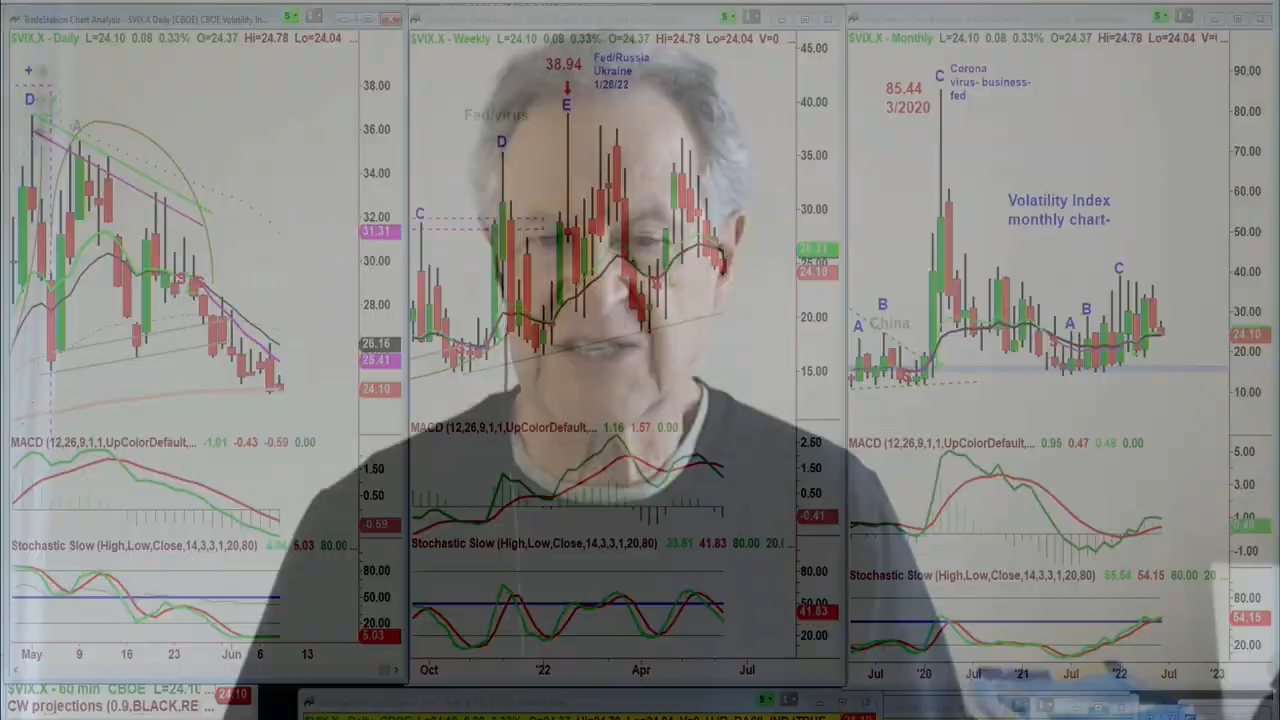 TradeStation Chart Analysis - $VIX.X Daily [CBOE] CBOE Volatility In...
$VIX.X - Daily L=24.10 0.08 0.33% O=24.37 Hi=24.78 Lo=24.04 ...
+
D
A
38.00
36.00
34.00
32.00
31.31
30.00
28.00
26.16
25.41
24.10
MACD (12,26,9,1,1,UpColorDefault,... -1.01 -0.43 -0.59 0.00
1.50
0.50
-0.59
Stochastic Slow (High,Low,Close,14,3,3,1,20,80) 5.03 80.00...
80.00
50.00
20.00
5.03
May 9 16 23 Jun 6 13
$VIX.X - 60 min CBOE L=24.10 ...
CW projections (0.9,BLACK,RE ...
24.10
$VIX.X - Weekly L=24.10 0.08 0.33% O=24.37 Hi=24.78 Lo=24.04 V=0 ...
38.94
Fed/Russia
Ukraine
1/28/22
E
Fed/virus
D
C
45.00
40.00
35.00
30.00
25.00
24.10
20.00
15.00
MACD (12,26,9,1,1,UpColorDefault,... 1.16 1.57 0.00
2.50
1.50
0.50
-0.41
Stochastic Slow (High,Low,Close,14,3,3,1,20,80) 33.61 41.83 80.00 20.(...
80.00
50.00
41.83
20.00
Oct '22 Apr Jul
$VIX.X - Monthly L=24.10 0.08 0.33% O=24.37 Hi=24.78 Lo=24.04
85.44
3/2020
C
Corona
virus- business-
fed
Volatility Index
monthly chart-
A B
China
A B C
90.00
80.00
70.00
60.00
50.00
40.00
30.00
24.10
20.00
10.00
MACD (12,26,9,1,1,UpColorDefault,... 0.95 0.47 0.48 0.00
5.00
3.00
1.00
0.48
-1.00
Stochastic Slow (High,Low,Close,14,3,3,1,20,80) 54.15 80.00 20 ...
80.00
54.15
20.00
Jul '20 Jul '21 Jul '22 Jul '23